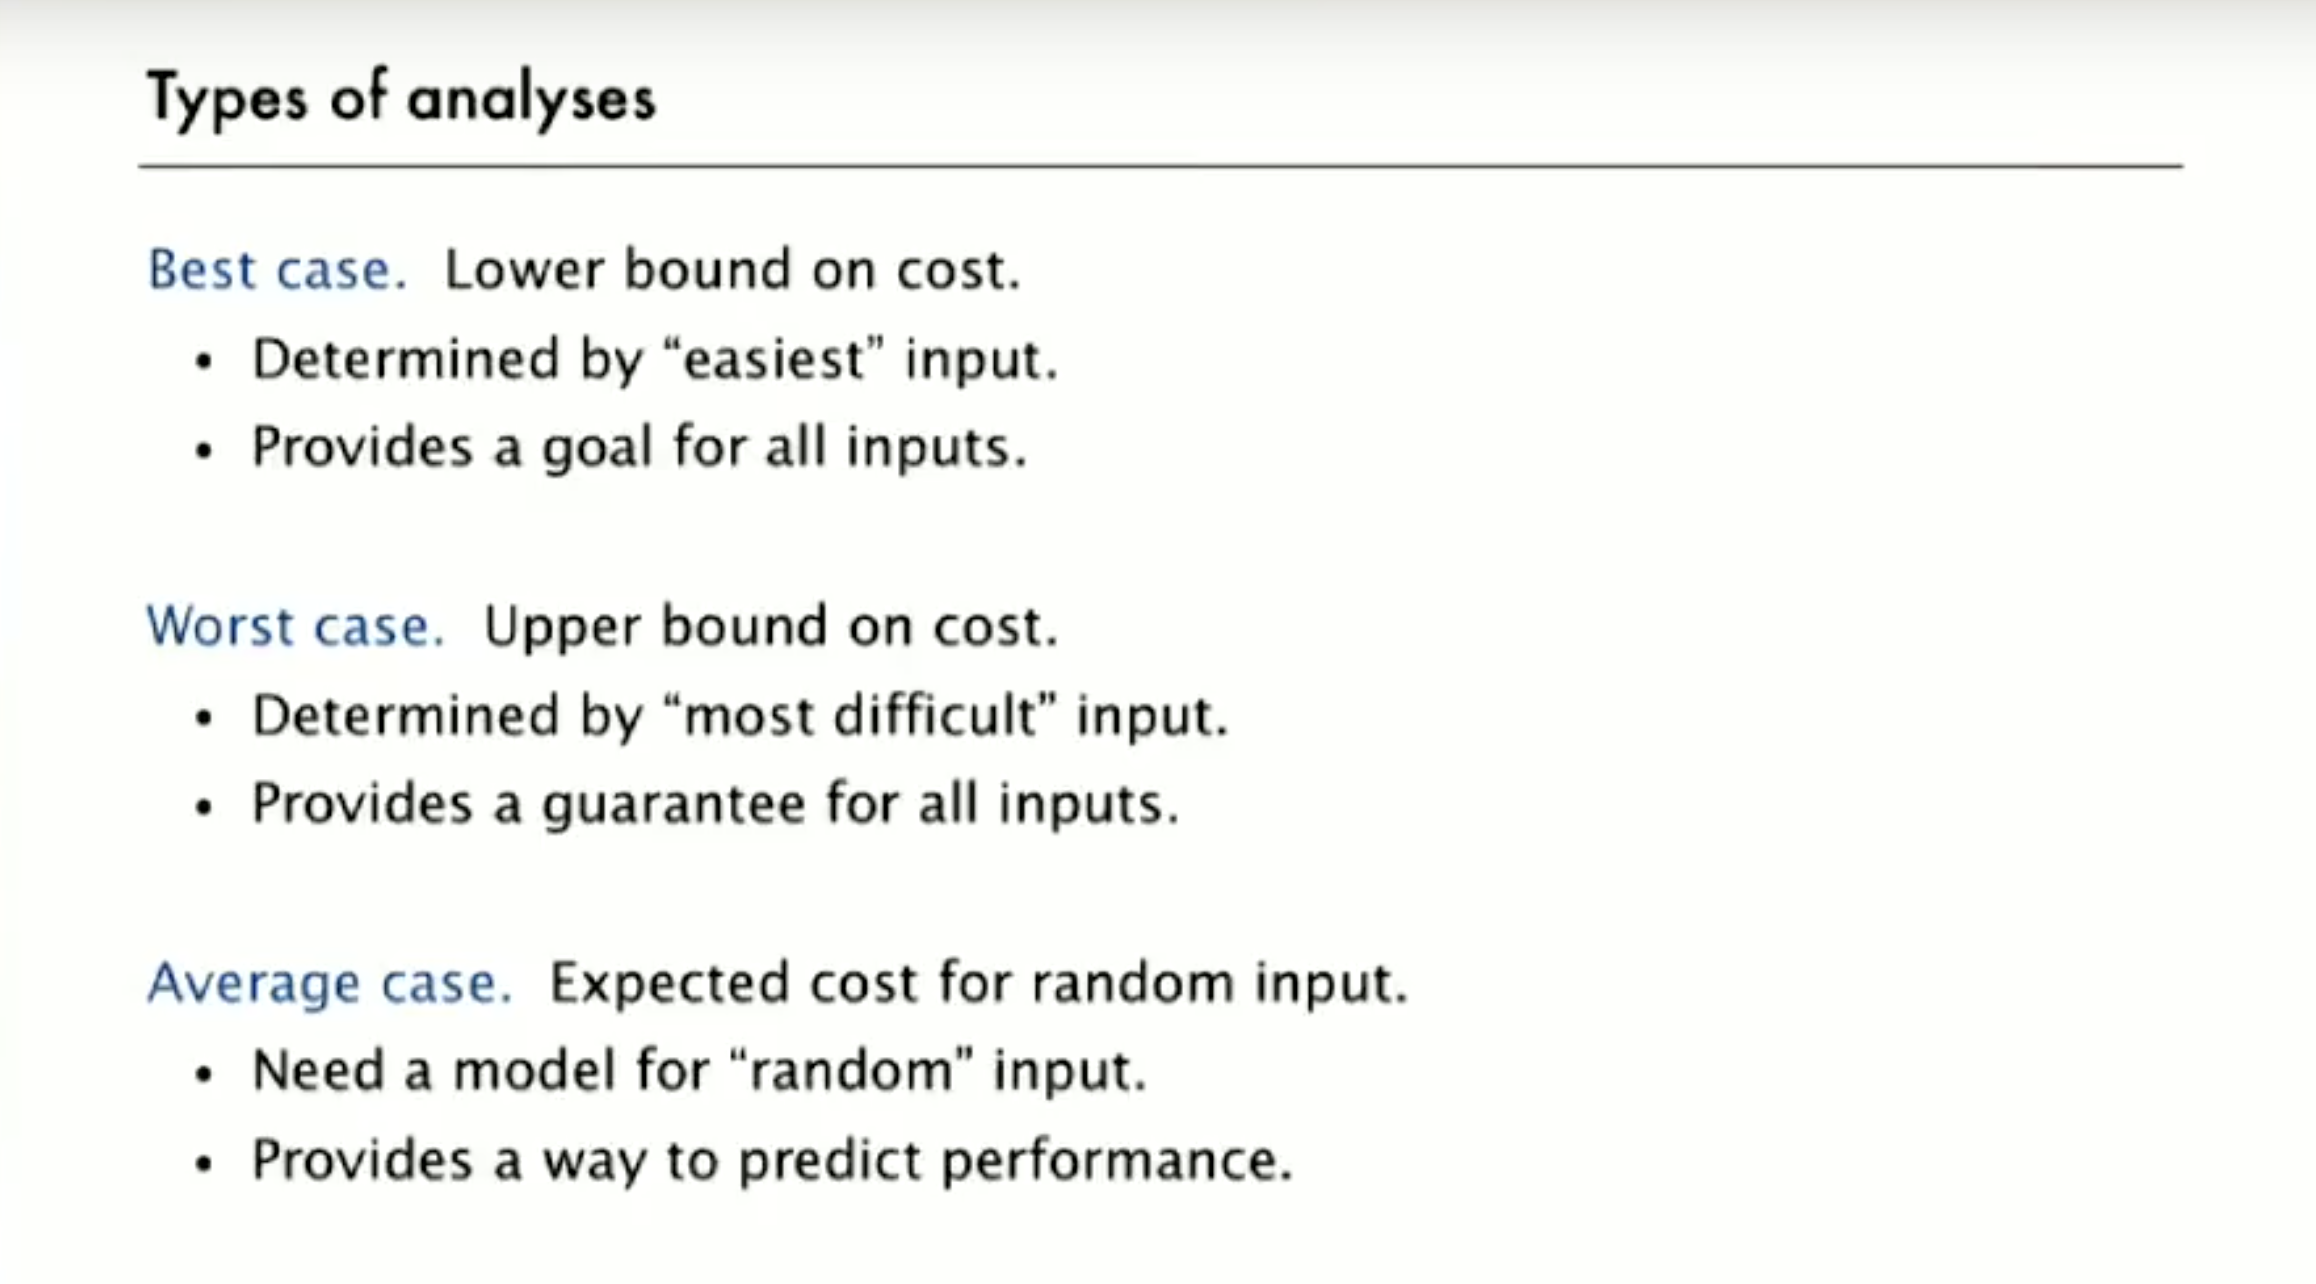 Types of analyses
Best case. Lower bound on cost.
• Determined by “easiest” input.
• Provides a goal for all inputs.
Worst case. Upper bound on cost.
• Determined by “most difficult” input.
• Provides a guarantee for all inputs.
Average case. Expected cost for random input.
• Need a model for “random” input.
• Provides a way to predict performance.